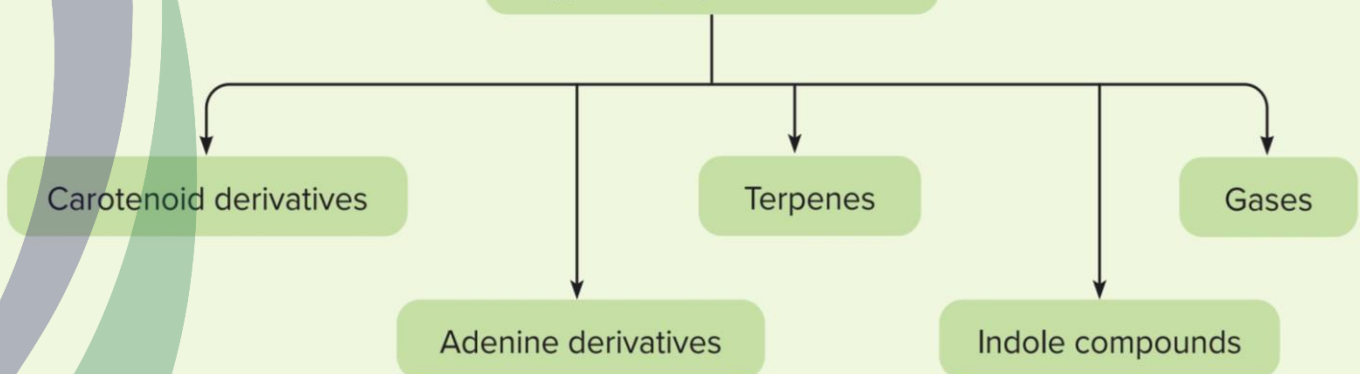 Carotenoid derivatives
Terpenes
Gases
Adenine derivatives
Indole compounds